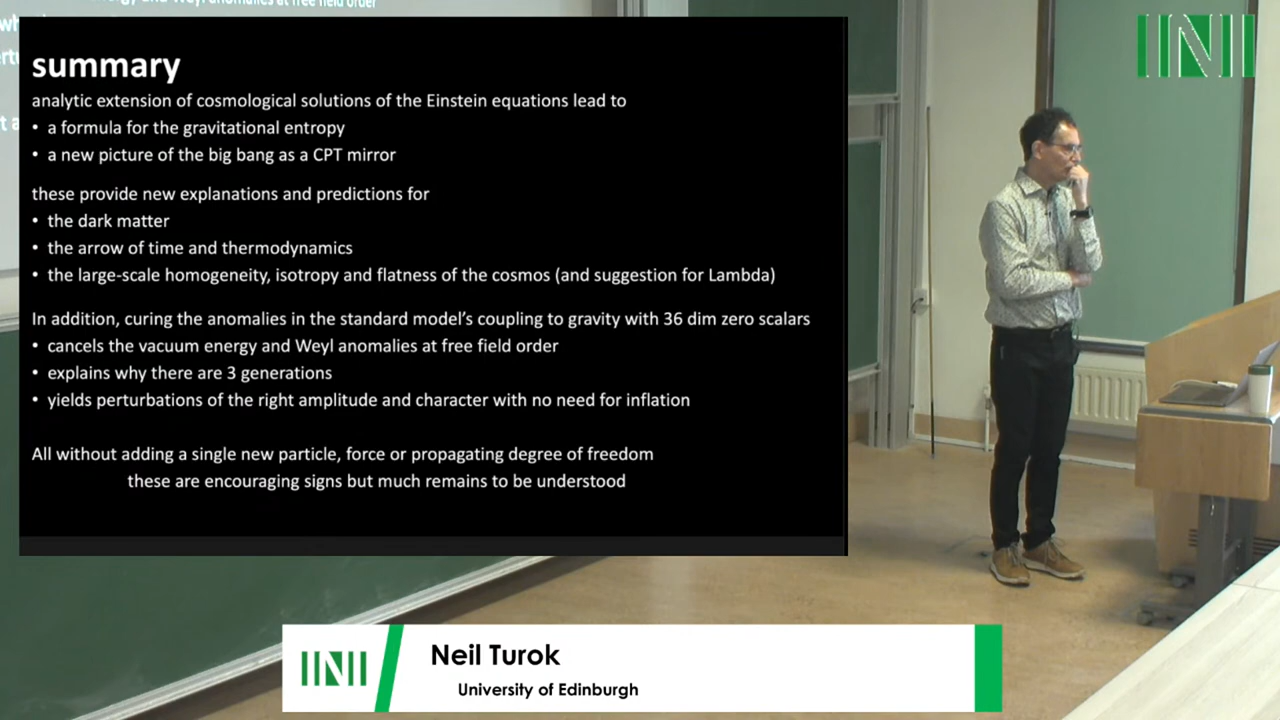 summary
analytic extension of cosmological solutions of the Einstein equations lead to
• a formula for the gravitational entropy
• a new picture of the big bang as a CPT mirror
these provide new explanations and predictions for
• the dark matter
• the arrow of time and thermodynamics
• the large-scale homogeneity, isotropy and flatness of the cosmos (and suggestion for Lambda)
In addition, curing the anomalies in the standard model's coupling to gravity with 36 dim zero scalars
• cancels the vacuum energy and Weyl anomalies at free field order
• explains why there are 3 generations
• yields perturbations of the right amplitude and character with no need for inflation
All without adding a single new particle, force or propagating degree of freedom
these are encouraging signs but much remains to be understood
INI
INI
Neil Turok
University of Edinburgh